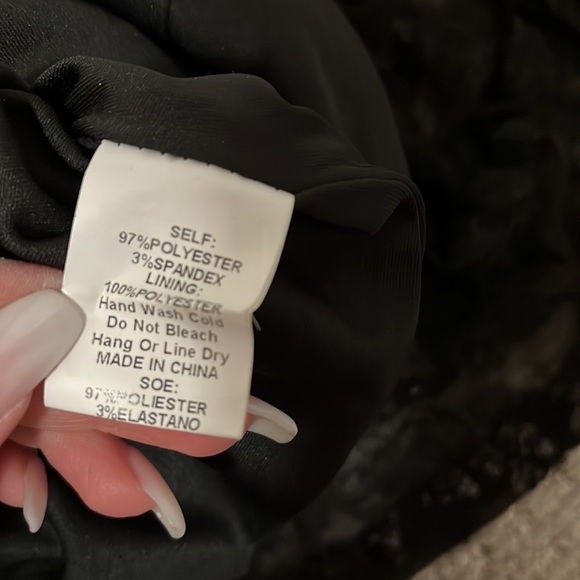 SELF:
97%POLYESTER
3%SPANDEX
LINING:
100%POLYESTER
Hand Wash Cold
Do Not Bleach
Hang Or Line Dry
MADE IN CHINA
SOE:
97%POLIESTER
3%ELASTANO